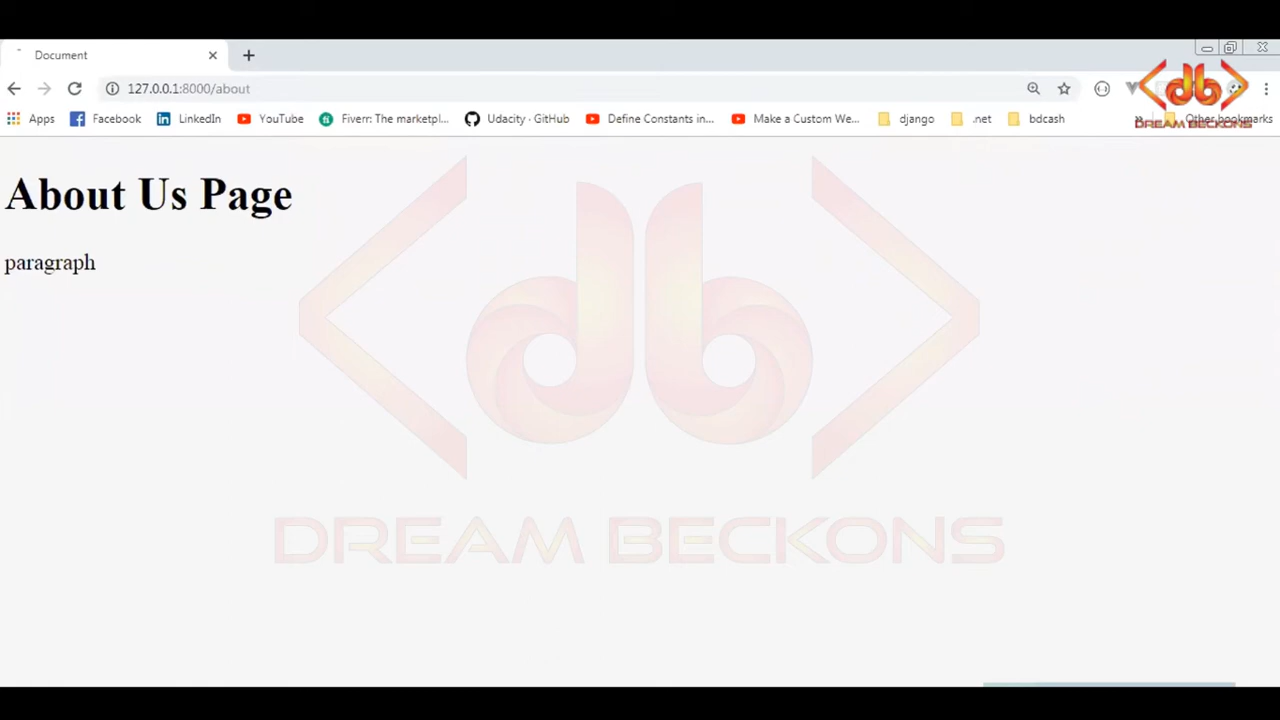 Document
127.0.0.1:8000/about
Apps Facebook LinkedIn YouTube Fiverr: The marketpl... Udacity · GitHub Define Constants in... Make a Custom We... django .net bdcash » Other bookmarks
DREAM BECKONS
About Us Page
paragraph
db
DREAM BECKONS